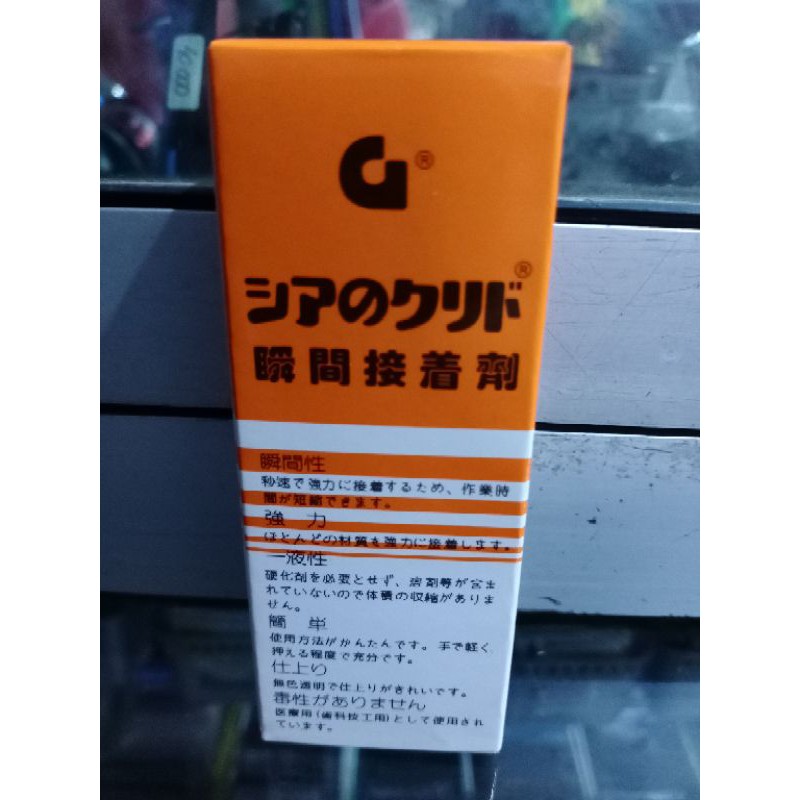 G®
シアのクリド®
瞬間接着劑
瞬間性
秒速で強力に接着するため、作業時
間が短縮できます。
強 力
ほとんどの材質を強力に接着します。
一液性
硬化剤を必要とせず、溶剤等が含ま
れていないので体積の収縮がありま
せん。
簡 単
使用方法がかんたんです。手で軽く
押える程度で充分です。
仕上り
無色透明で仕上りがきれいです。
毒性がありません
医療用(歯科技工用)として使用され
ています。